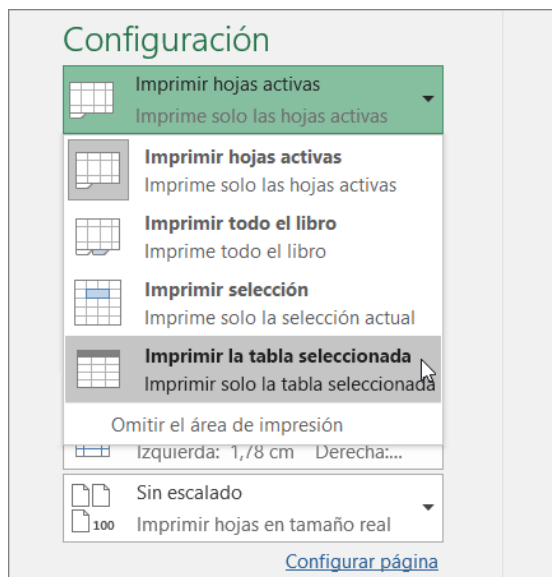 Configuración
Imprimir hojas activas
Imprime solo las hojas activas
Imprimir hojas activas
Imprime solo las hojas activas
Imprimir todo el libro
Imprime todo el libro
Imprimir selección
Imprime solo la selección actual
Imprimir la tabla seleccionada
Imprimir solo la tabla seleccionada
Omitir el área de impresión
Izquierda: 1,78 cm Derecha:...
Sin escalado
100 Imprimir hojas en tamaño real
Configurar página